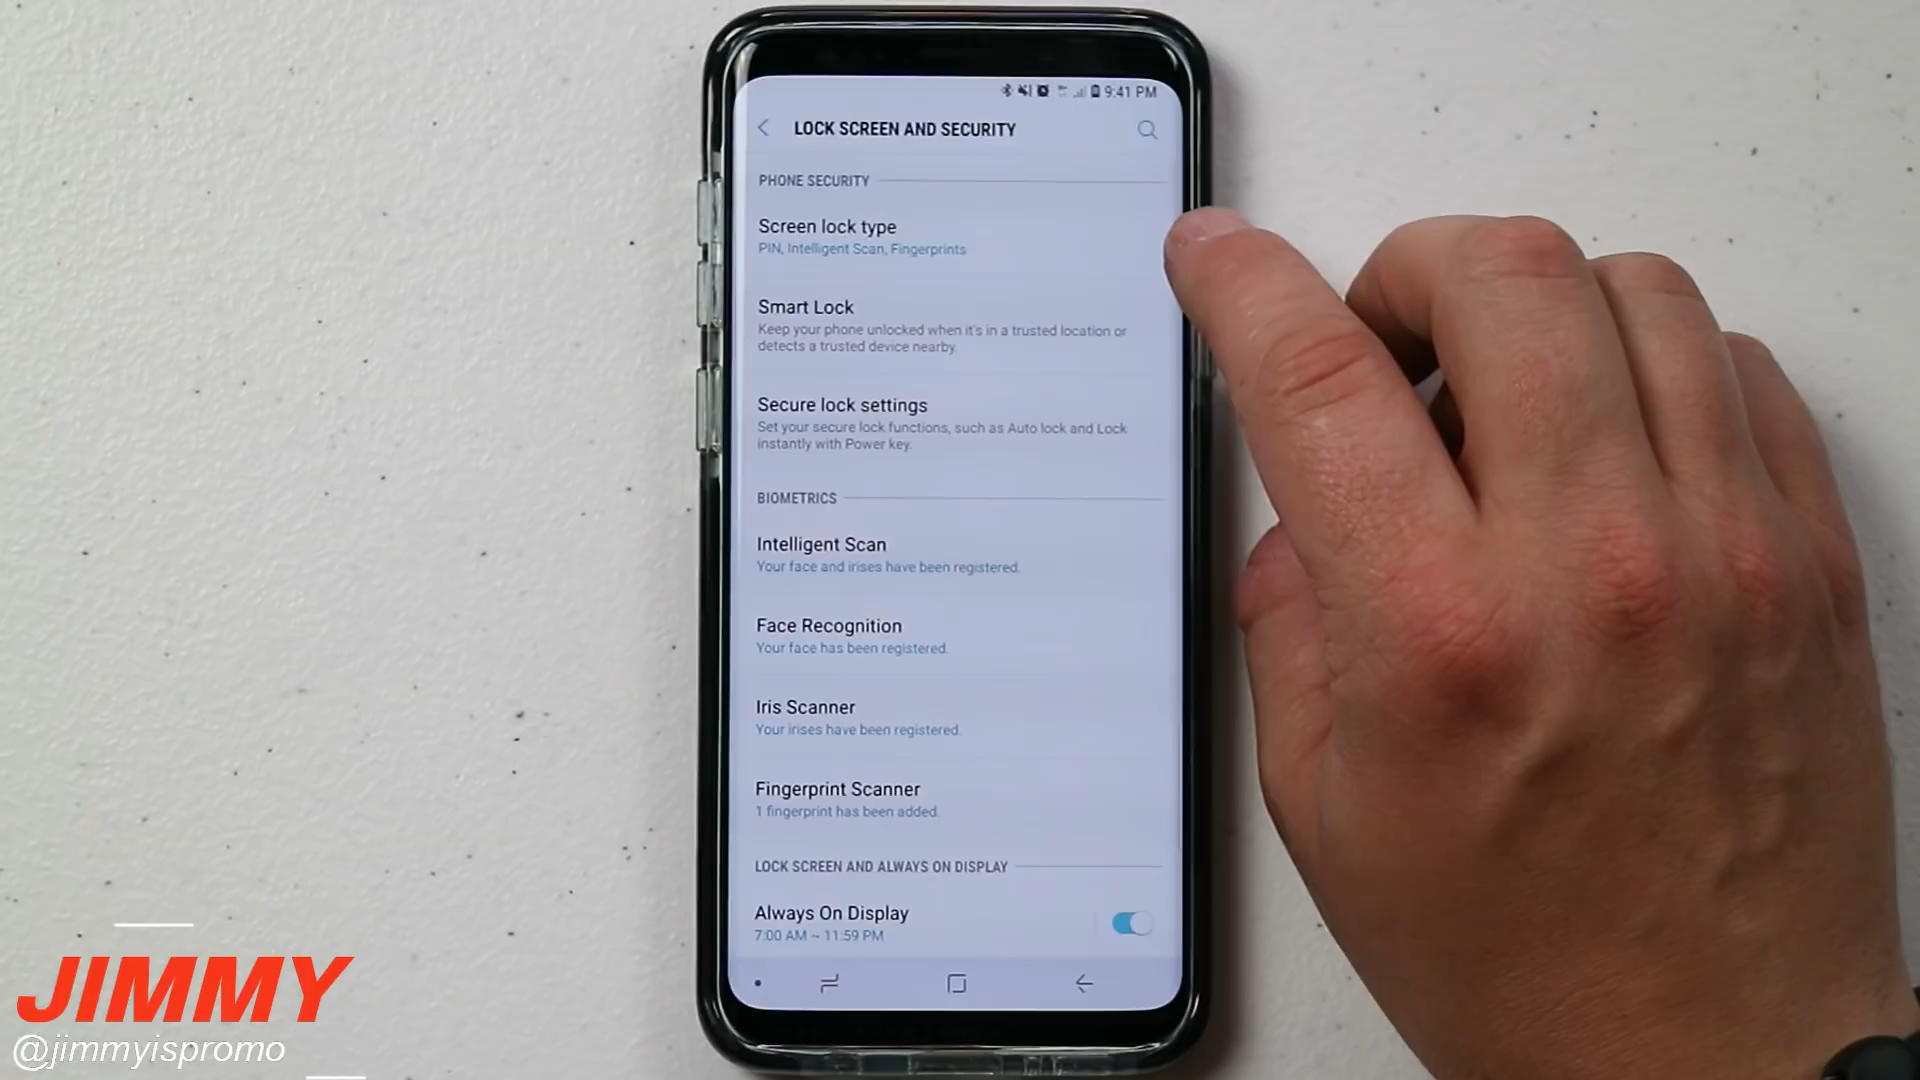 9:41 PM
LOCK SCREEN AND SECURITY
PHONE SECURITY
Screen lock type
PIN, Intelligent Scan, Fingerprints
Smart Lock
Keep your phone unlocked when it's in a trusted location or
detects a trusted device nearby.
Secure lock settings
Set your secure lock functions, such as Auto lock and Lock
instantly with Power key.
BIOMETRICS
Intelligent Scan
Your face and irises have been registered.
Face Recognition
Your face has been registered.
Iris Scanner
Your irises have been registered.
Fingerprint Scanner
1 fingerprint has been added.
LOCK SCREEN AND ALWAYS ON DISPLAY
Always On Display
7:00 AM ~ 11:59 PM
JIMMY
@jimmyispromo